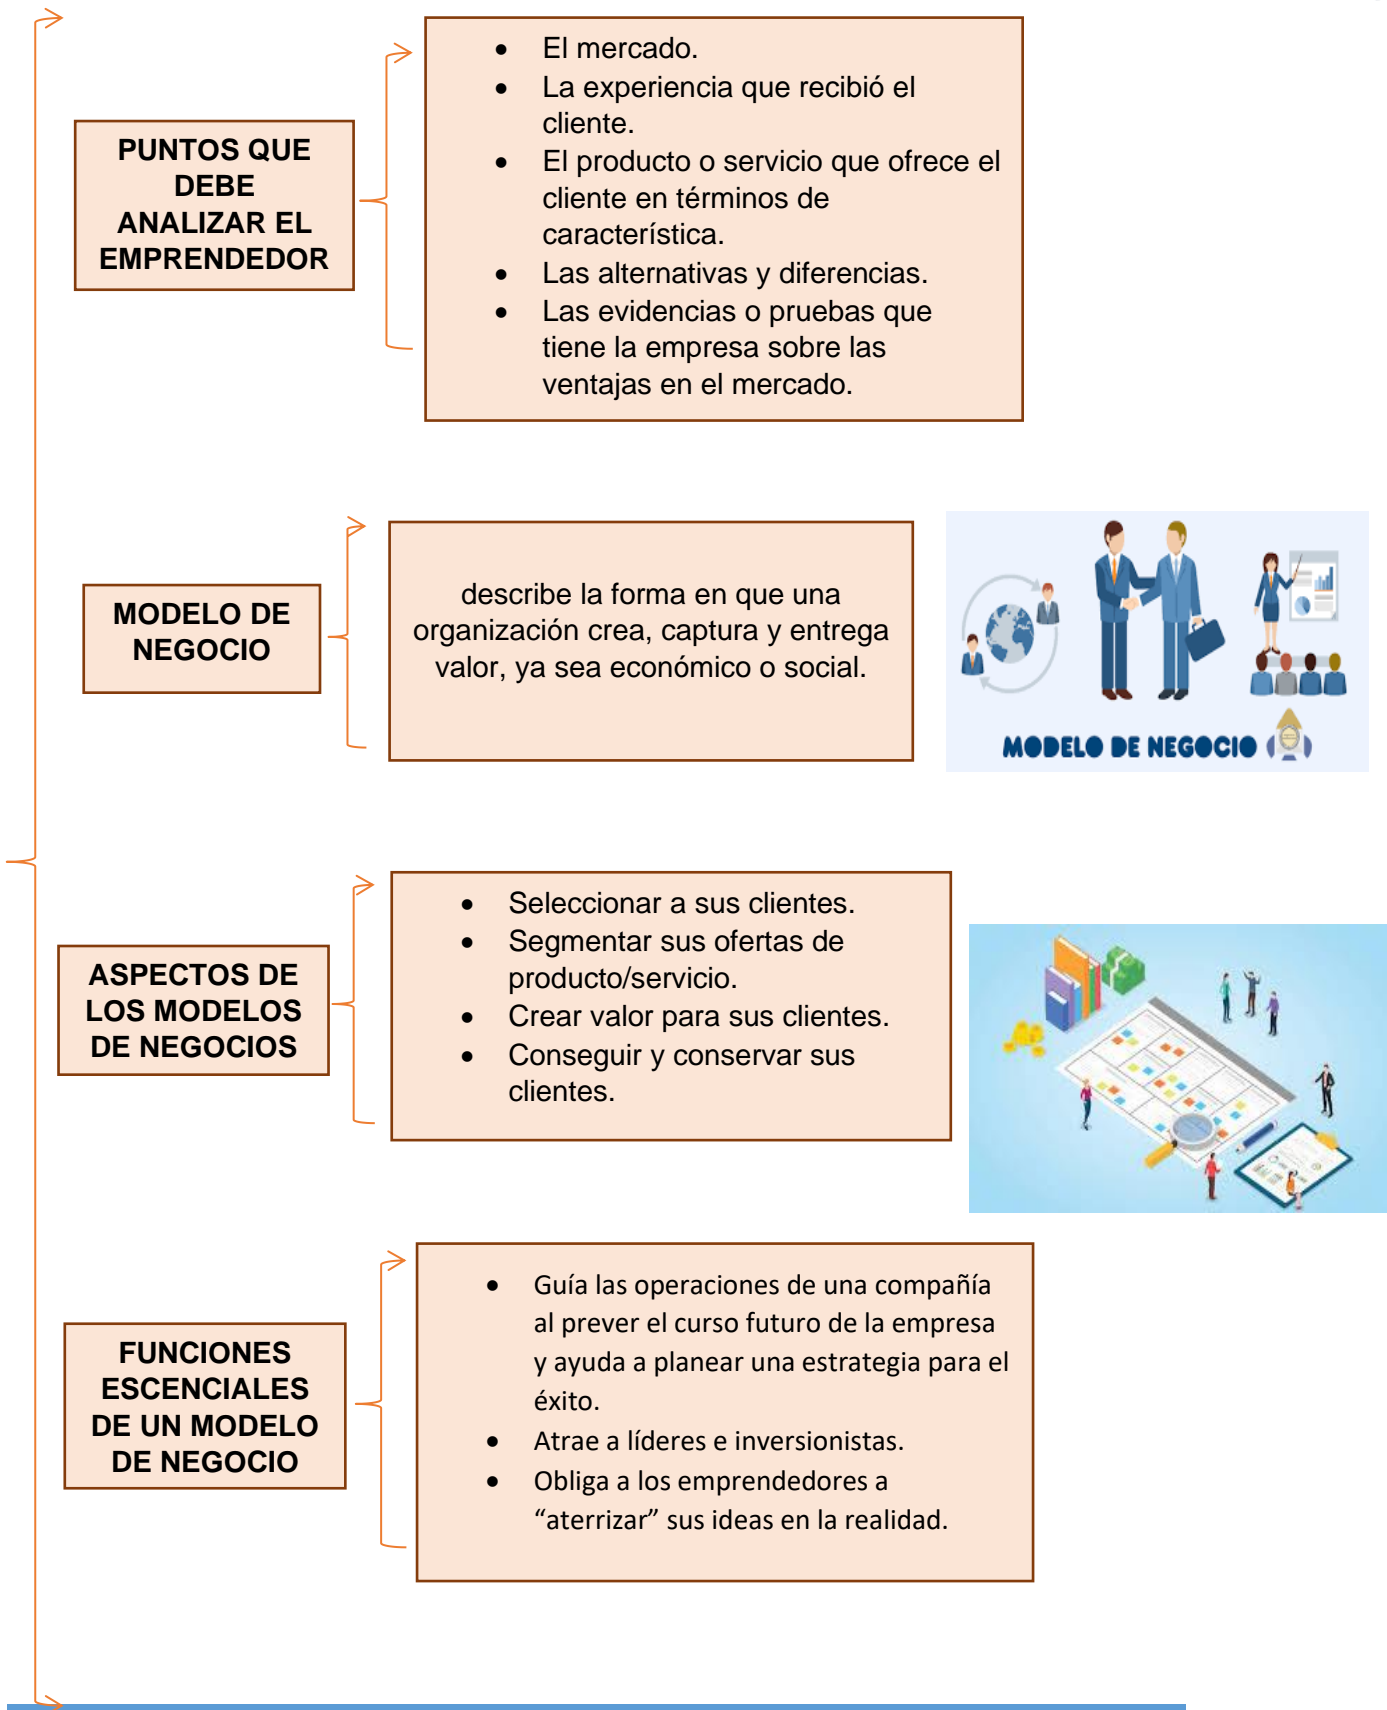 PUNTOS QUE
DEBE
ANALIZAR EL
EMPRENDEDOR
• El mercado.
• La experiencia que recibió el
cliente.
• El producto o servicio que ofrece el
cliente en términos de
característica.
• Las alternativas y diferencias.
• Las evidencias o pruebas que
tiene la empresa sobre las
ventajas en el mercado.
MODELO DE
NEGOCIO
describe la forma en que una
organización crea, captura y entrega
valor, ya sea económico o social.
MODELO DE NEGOCIO
ASPECTOS DE
LOS MODELOS
DE NEGOCIOS
• Seleccionar a sus clientes.
• Segmentar sus ofertas de
producto/servicio.
• Crear valor para sus clientes.
• Conseguir y conservar sus
clientes.
FUNCIONES
ESCENCIALES
DE UN MODELO
DE NEGOCIO
• Guía las operaciones de una compañía
al prever el curso futuro de la empresa
y ayuda a planear una estrategia para el
éxito.
• Atrae a líderes e inversionistas.
• Obliga a los emprendedores a
“aterrizar” sus ideas en la realidad.